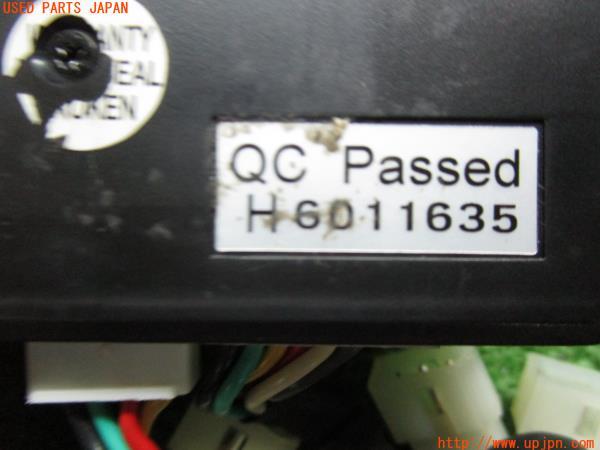 USED PARTS JAPAN
QC Passed
H6011635
http://www.upjpn.com